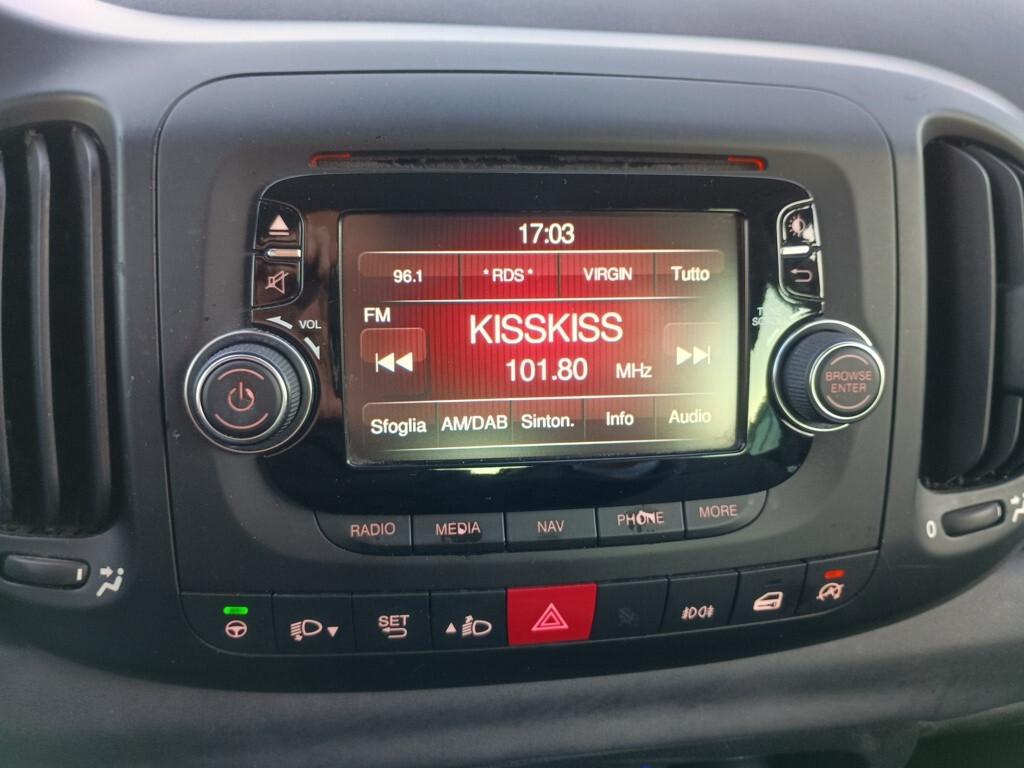 17:03
96.1 *RDS* VIRGIN Tutto
FM
KISSKISS
101.80 MHz
Sfoglia AM/DAB Sinton. Info Audio
VOL
BROWSE
ENTER
RADIO MEDIA NAV PHONE MORE
0
SET